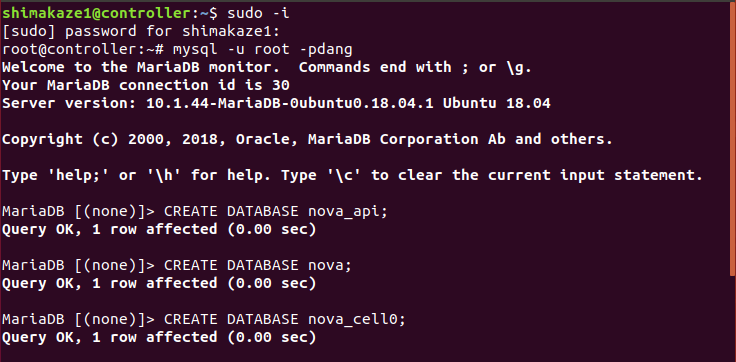 shimakaze1@controller:~$ sudo -i
[sudo] password for shimakaze1:
root@controller:~# mysql -u root -pdang
Welcome to the MariaDB monitor.  Commands end with ; or \g.
Your MariaDB connection id is 30
Server version: 10.1.44-MariaDB-0ubuntu0.18.04.1 Ubuntu 18.04
Copyright (c) 2000, 2018, Oracle, MariaDB Corporation Ab and others.
Type 'help;' or '\h' for help. Type '\c' to clear the current input statement.
MariaDB [(none)]> CREATE DATABASE nova_api;
Query OK, 1 row affected (0.00 sec)
MariaDB [(none)]> CREATE DATABASE nova;
Query OK, 1 row affected (0.00 sec)
MariaDB [(none)]> CREATE DATABASE nova_cell0;
Query OK, 1 row affected (0.00 sec)